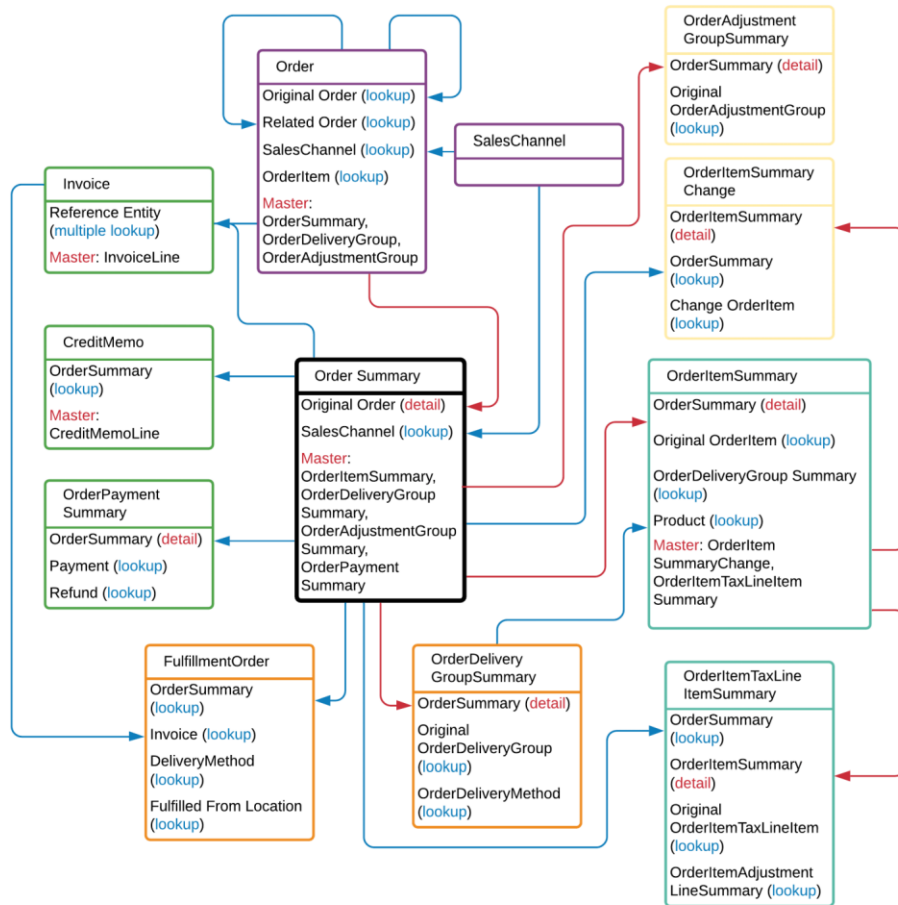 Order
Original Order (lookup)
Related Order (lookup)
SalesChannel (lookup)
OrderItem (lookup)
Master:
OrderSummary,
OrderDeliveryGroup,
OrderAdjustmentGroup
SalesChannel
OrderAdjustment
GroupSummary
OrderSummary (detail)
Original
OrderAdjustmentGroup
(lookup)
Invoice
Reference Entity
(multiple lookup)
Master: InvoiceLine
OrderItemSummary
Change
OrderItemSummary
(detail)
OrderSummary
(lookup)
Change OrderItem
(lookup)
CreditMemo
OrderSummary
(lookup)
Master:
CreditMemoLine
Order Summary
Original Order (detail)
SalesChannel (lookup)
Master:
OrderItemSummary,
OrderDeliveryGroup
Summary,
OrderAdjustmentGroup
Summary,
OrderPayment
Summary
OrderItemSummary
OrderSummary (detail)
Original OrderItem (lookup)
OrderDeliveryGroup Summary
(lookup)
Product (lookup)
Master: OrderItem
SummaryChange,
OrderItemTaxLineItem
Summary
OrderPayment
Summary
OrderSummary (detail)
Payment (lookup)
Refund (lookup)
FulfillmentOrder
OrderSummary
(lookup)
Invoice (lookup)
DeliveryMethod
(lookup)
Fulfilled From Location
(lookup)
OrderDelivery
GroupSummary
OrderSummary (detail)
Original
OrderDeliveryGroup
(lookup)
OrderDeliveryMethod
(lookup)
OrderItemTaxLine
ItemSummary
OrderSummary
(lookup)
OrderItemSummary
(detail)
Original
OrderItemTaxLineItem
(lookup)
OrderItemAdjustment
LineSummary (lookup)